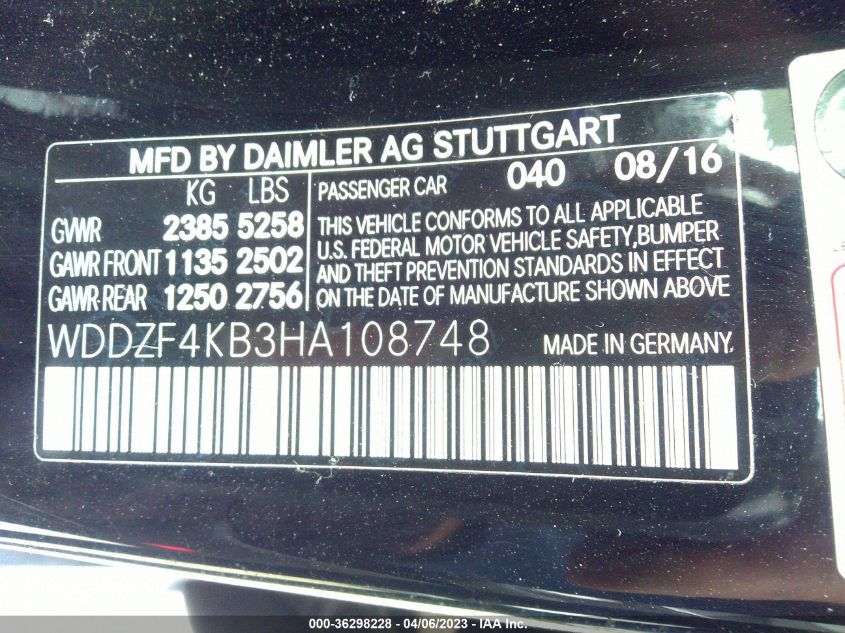 MFD BY DAIMLER AG STUTTGART
KG LBS
GVWR 2385 5258
GAWR FRONT 1135 2502
GAWR-REAR 1250 2756
PASSENGER CAR 040 08/16
THIS VEHICLE CONFORMS TO ALL APPLICABLE
U.S. FEDERAL MOTOR VEHICLE SAFETY,BUMPER
AND THEFT PREVENTION STANDARDS IN EFFECT
ON THE DATE OF MANUFACTURE SHOWN ABOVE
WDDZF4KB3HA108748 MADE IN GERMANY
000-36298228 - 04/06/2023 - IAA Inc.